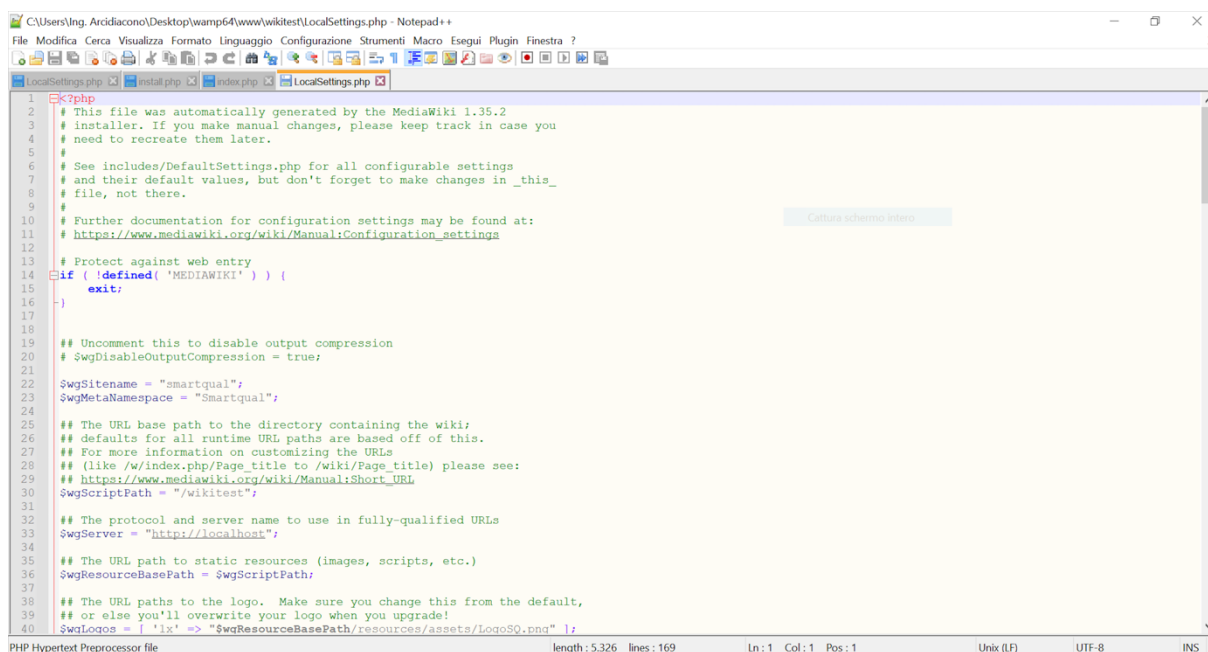 C:\Users\Ing. Arcidiacono\Desktop\wamp64\www\wikitest\LocalSettings.php - Notepad++
File Modifica Cerca Visualizza Formato Linguaggio Configurazione Strumenti Macro Esegui Plugin Finestra ?
LocalSettings.php install.php index.php LocalSettings.php
1 <?php
2 # This file was automatically generated by the MediaWiki 1.35.2
3 # installer. If you make manual changes, please keep track in case you
4 # need to recreate them later.
5 #
6 # See includes/DefaultSettings.php for all configurable settings
7 # and their default values, but don't forget to make changes in _this_
8 # file, not there.
9 #
10 # Further documentation for configuration settings may be found at:
Cattura schermo intero
11 # https://www.mediawiki.org/wiki/Manual:Configuration_settings
12
13 # Protect against web entry
14 if ( !defined( 'MEDIAWIKI' ) ) {
15 exit;
16 }
17
18
19 ## Uncomment this to disable output compression
20 # $wgDisableOutputCompression = true;
21
22 $wgSitename = "smartqual";
23 $wgMetaNamespace = "Smartqual";
24
25 ## The URL base path to the directory containing the wiki;
26 ## defaults for all runtime URL paths are based off of this.
27 ## For more information on customizing the URLs
28 ## (like /w/index.php/Page_title to /wiki/Page_title) please see:
29 ## https://www.mediawiki.org/wiki/Manual:Short_URL
30 $wgScriptPath = "/wikitest";
31
32 ## The protocol and server name to use in fully-qualified URLs
33 $wgServer = "http://localhost";
34
35 ## The URL path to static resources (images, scripts, etc.)
36 $wgResourceBasePath = $wgScriptPath;
37
38 ## The URL paths to the logo. Make sure you change this from the default,
39 ## or else you'll overwrite your logo when you upgrade!
40 $wgLogos = [ '1x' => "$wgResourceBasePath/resources/assets/LogoSQ.png" ];
PHP Hypertext Preprocessor file length : 5.326 lines : 169 Ln : 1 Col : 1 Pos : 1 Unix (LF) UTF-8 INS